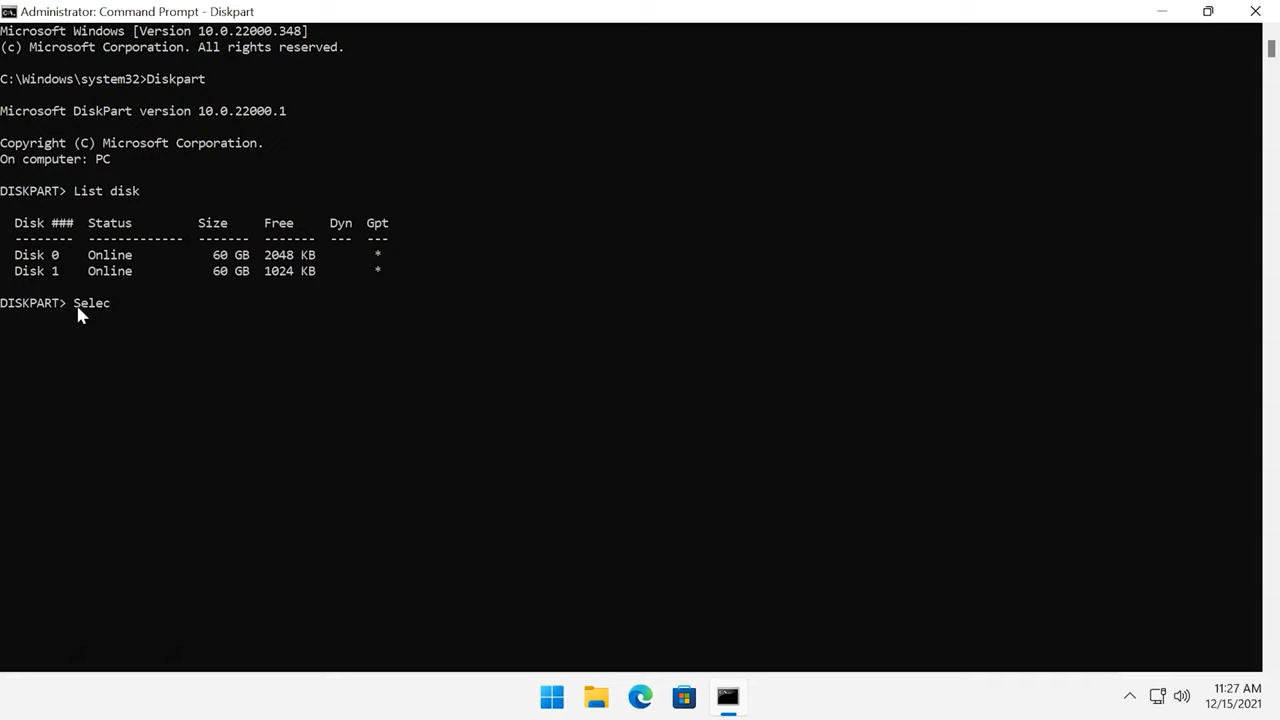 Administrator: Command Prompt - Diskpart
Microsoft Windows [Version 10.0.22000.348]
(c) Microsoft Corporation. All rights reserved.
C:\Windows\system32>Diskpart
Microsoft DiskPart version 10.0.22000.1
Copyright (C) Microsoft Corporation.
On computer: PC
DISKPART> List disk
  Disk ###  Status         Size     Free     Dyn  Gpt
  --------  -------------  -------  -------  ---  ---
  Disk 0    Online           60 GB  2048 KB        *
  Disk 1    Online           60 GB  1024 KB        *
DISKPART> Selec
11:27 AM
12/15/2021